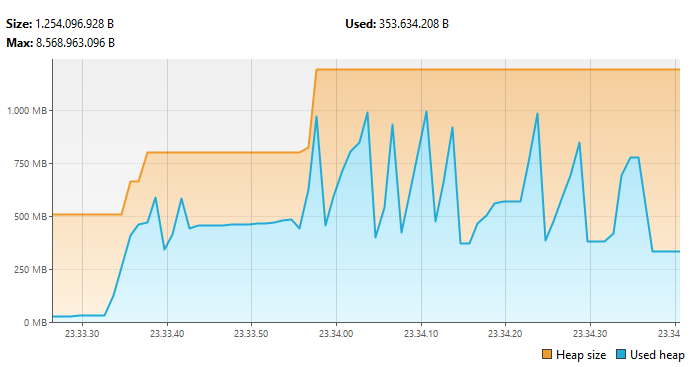 Size: 1.254.096.928 B
Used: 353.634.208 B
Max: 8.568.963.096 B
1.000 MB
750 MB
500 MB
250 MB
0 MB
23.33.30
23.33.40
23.33.50
23.34.00
23.34.10
23.34.20
23.34.30
23.34.4
Heap size
Used heap